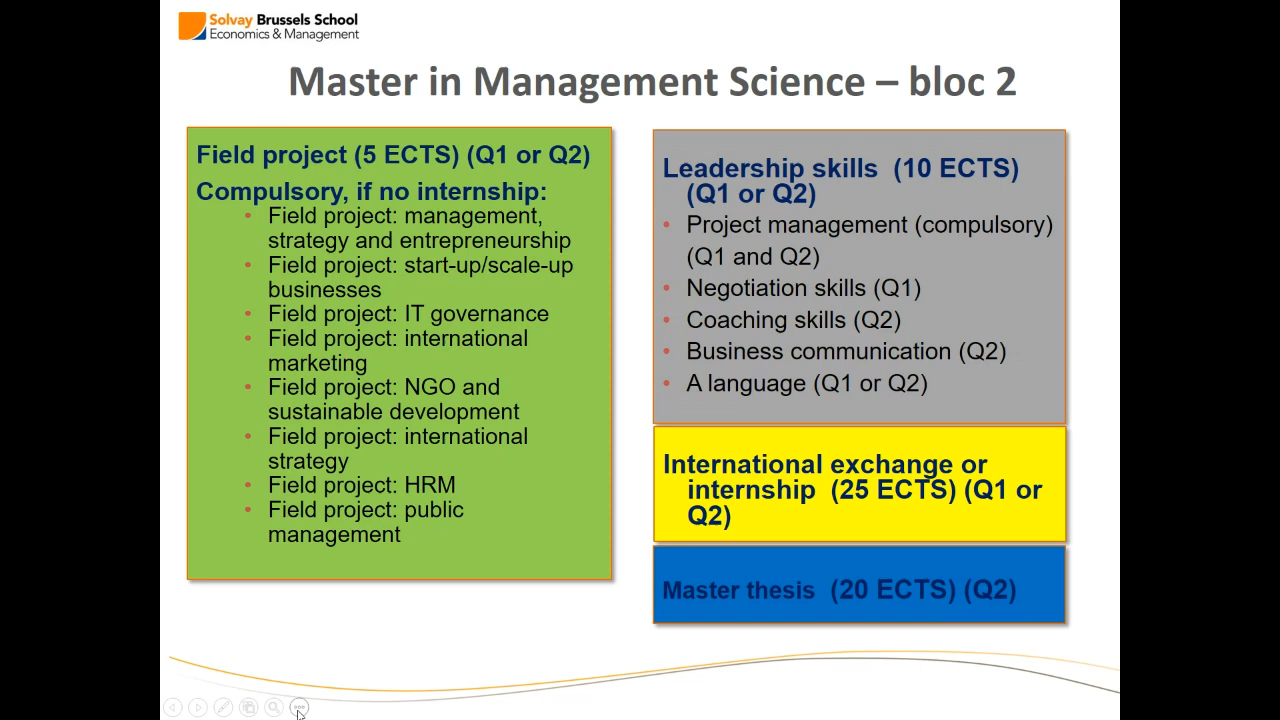 Solvay Brussels School
Economics & Management
Master in Management Science – bloc 2
Field project (5 ECTS) (Q1 or Q2)
Compulsory, if no internship:
• Field project: management,
strategy and entrepreneurship
• Field project: start-up/scale-up
businesses
• Field project: IT governance
• Field project: international
marketing
• Field project: NGO and
sustainable development
• Field project: international
strategy
• Field project: HRM
• Field project: public
management
Leadership skills (10 ECTS)
(Q1 or Q2)
• Project management (compulsory)
(Q1 and Q2)
• Negotiation skills (Q1)
• Coaching skills (Q2)
• Business communication (Q2)
• A language (Q1 or Q2)
International exchange or
internship (25 ECTS) (Q1 or
Q2)
Master thesis (20 ECTS) (Q2)